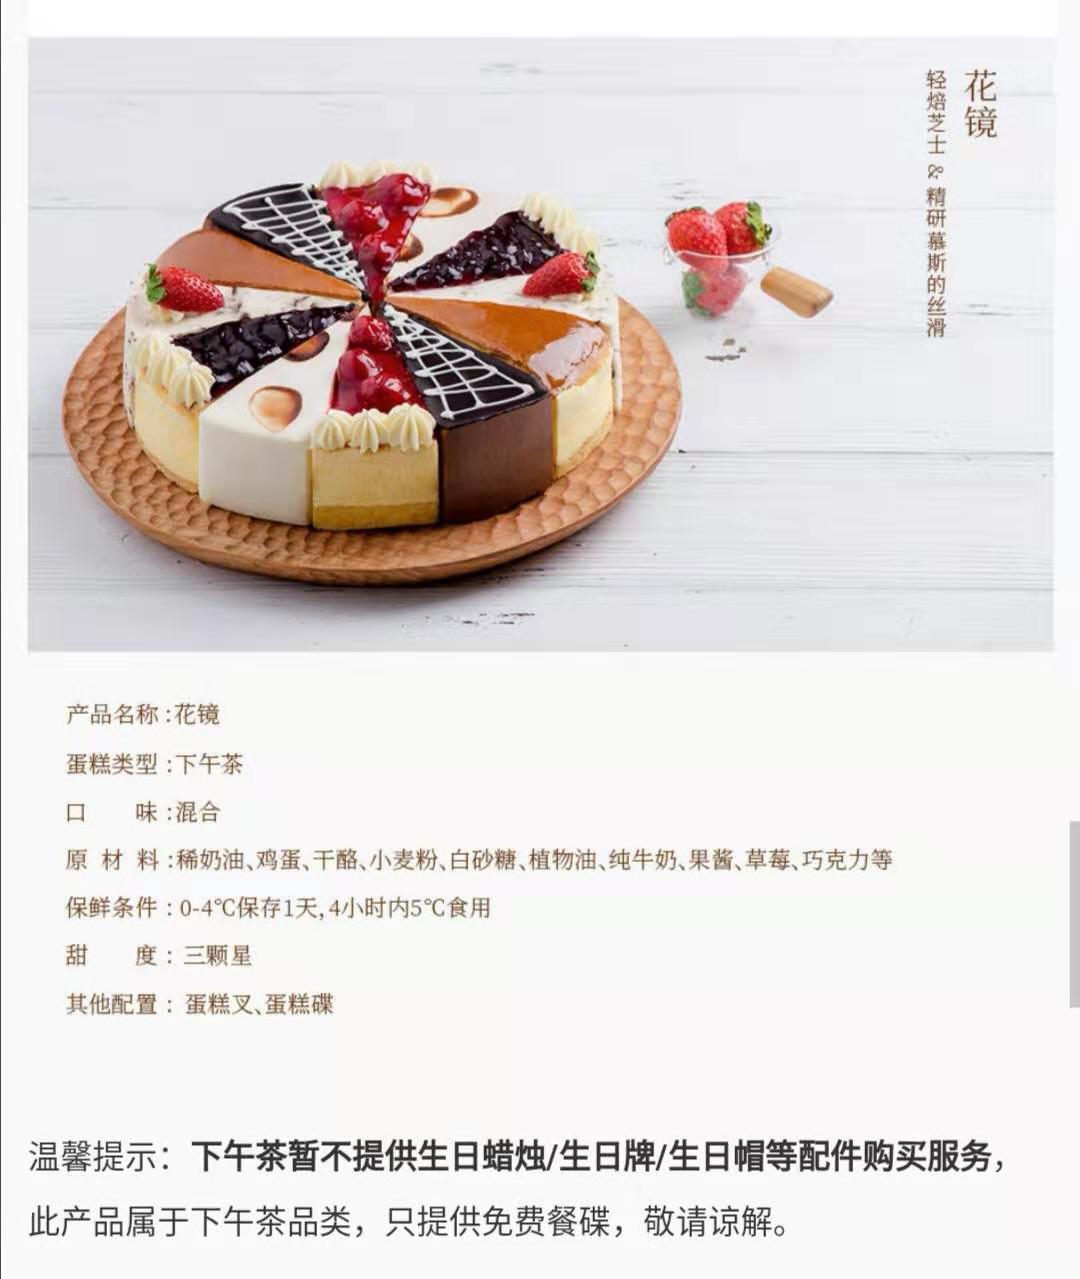 花镜
轻焙芝士 & 精研慕斯的丝滑
产品名称:花镜
蛋糕类型:下午茶
口味:混合
原材料:稀奶油、鸡蛋、干酪、小麦粉、白砂糖、植物油、纯牛奶、果酱、草莓、巧克力等
保鲜条件:0-4℃保存1天,4小时内5℃食用
甜度:三颗星
其他配置:蛋糕叉、蛋糕碟
温馨提示：下午茶暂不提供生日蜡烛/生日牌/生日帽等配件购买服务，
此产品属于下午茶品类，只提供免费餐碟，敬请谅解。